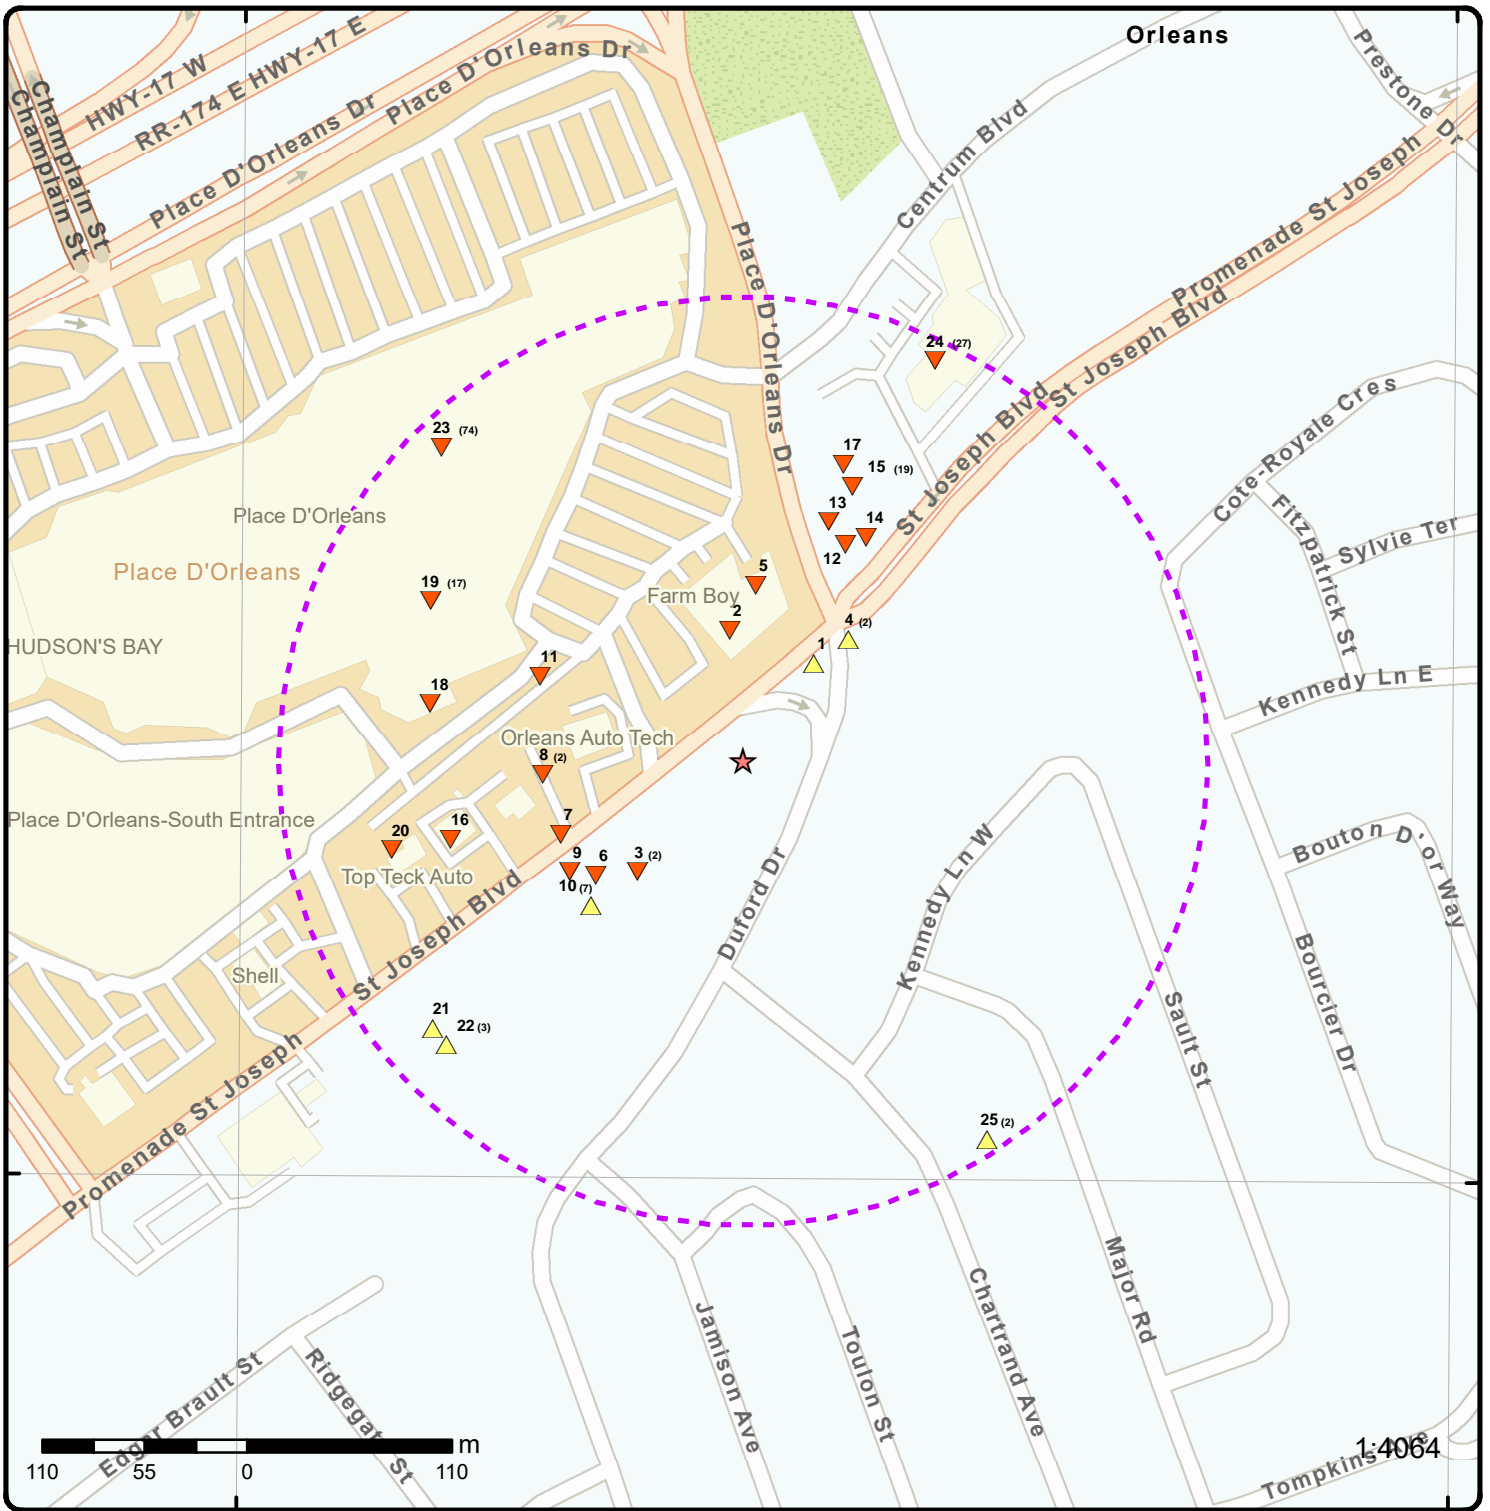 Orleans
HWY-17 W
RR-174 E HWY-17 E
Place D'Orleans Dr
Place D'Orleans Dr
Champlain St
Champlain St
Prestone Dr
Centrum Blvd
Promenade St Joseph
St Joseph Blvd
Place D'Orleans Dr
24 (27)
St Joseph Blvd
Cote-Royale Cres
23 (74)
17
15 (19)
Place D'Orleans
13
14
12
Fitzpatrick St
Sylvie Ter
Place D'Orleans
19 (17)
5
Farm Boy
2
HUDSON'S BAY
1
4 (2)
11
18
Kennedy Ln E
Orleans Auto Tech
8 (2)
Place D'Orleans-South Entrance
20
16
7
Top Teck Auto
9
6
3 (2)
10 (7)
Bouton D'or Way
Kennedy Ln W
Duford Dr
St Joseph Blvd
Shell
21
22 (3)
Bourcier Dr
Sault St
Promenade St Joseph
25 (2)
Major Rd
Chartrand Ave
Jamison Ave
Toulon St
Edgar Brault St
Ridgegate St
m
110
55
0
110
1:4064
Tompkins Ave